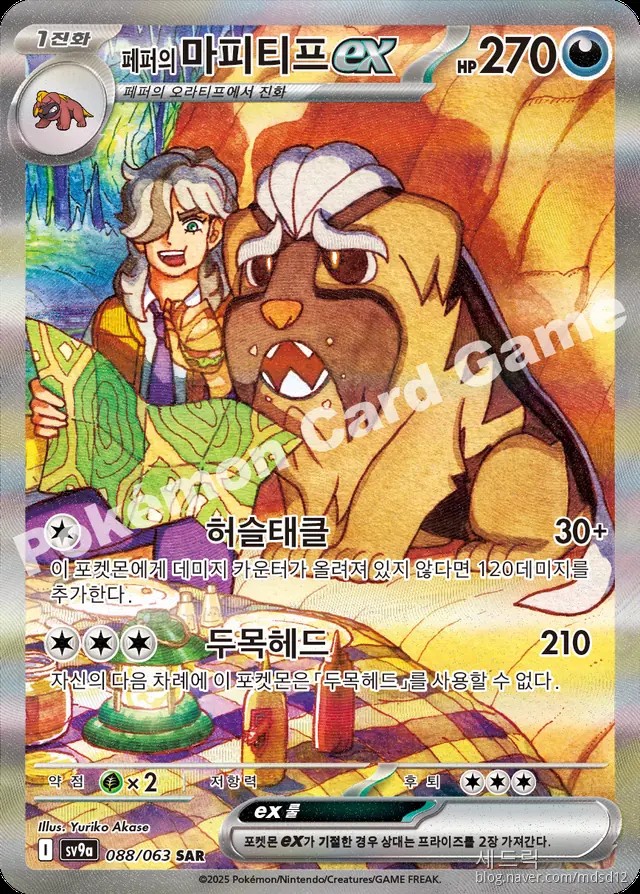 1진화
페퍼의 마피티프 ex HP 270
페퍼의 오라티프에서 진화
Pokémon Card Game
허슬태클 30+
이 포켓몬에게 데미지 카운터가 올려져 있지 않다면 120데미지를
추가한다.
두목헤드 210
자신의 다음 차례에 이 포켓몬은 「두목헤드」를 사용할 수 없다.
약점 ×2 저항력 후퇴
ex 룰
포켓몬 ex가 기절한 경우 상대는 프라이즈를 2장 가져간다.
Illus. Yuriko Akase
I sv9a 088/063 SAR
세드릭
blog.naver.com/mdsd12
©2025 Pokémon/Nintendo/Creatures/GAME FREAK.